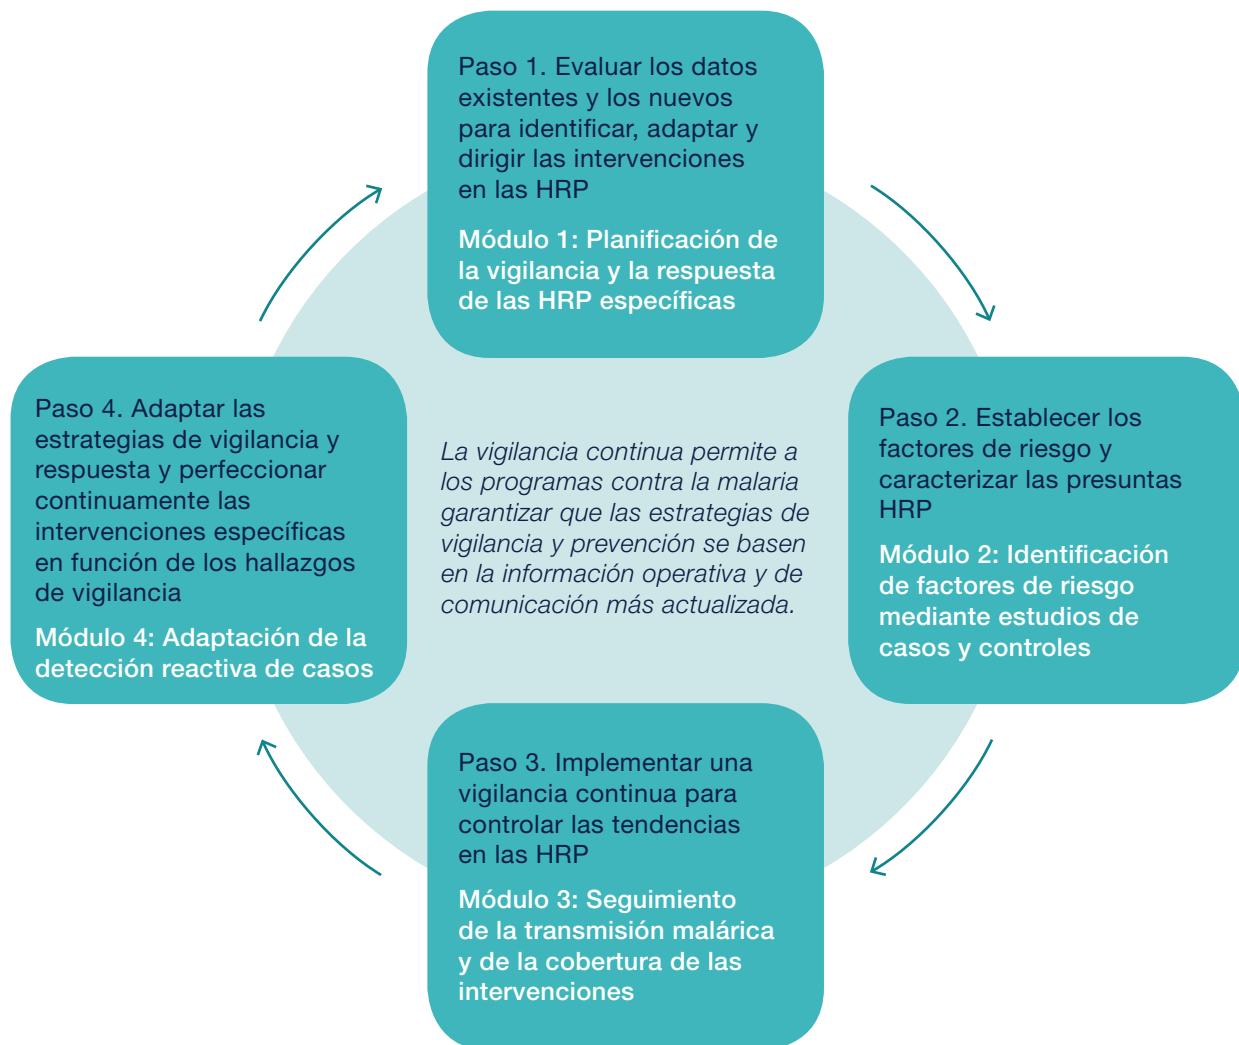 Paso 1. Evaluar los datos
existentes y los nuevos
para identificar, adaptar y
dirigir las intervenciones
en las HRP
Módulo 1: Planificación de
la vigilancia y la respuesta
de las HRP específicas
Paso 2. Establecer los
factores de riesgo y
caracterizar las presuntas
HRP
Módulo 2: Identificación
de factores de riesgo
mediante estudios de
casos y controles
Paso 3. Implementar una
vigilancia continua para
controlar las tendencias
en las HRP
Módulo 3: Seguimiento
de la transmisión malárica
y de la cobertura de las
intervenciones
Paso 4. Adaptar las
estrategias de vigilancia y
respuesta y perfeccionar
continuamente las
intervenciones específicas
en función de los hallazgos
de vigilancia
Módulo 4: Adaptación de la
detección reactiva de casos
La vigilancia continua permite a
los programas contra la malaria
garantizar que las estrategias de
vigilancia y prevención se basen
en la información operativa y de
comunicación más actualizada.